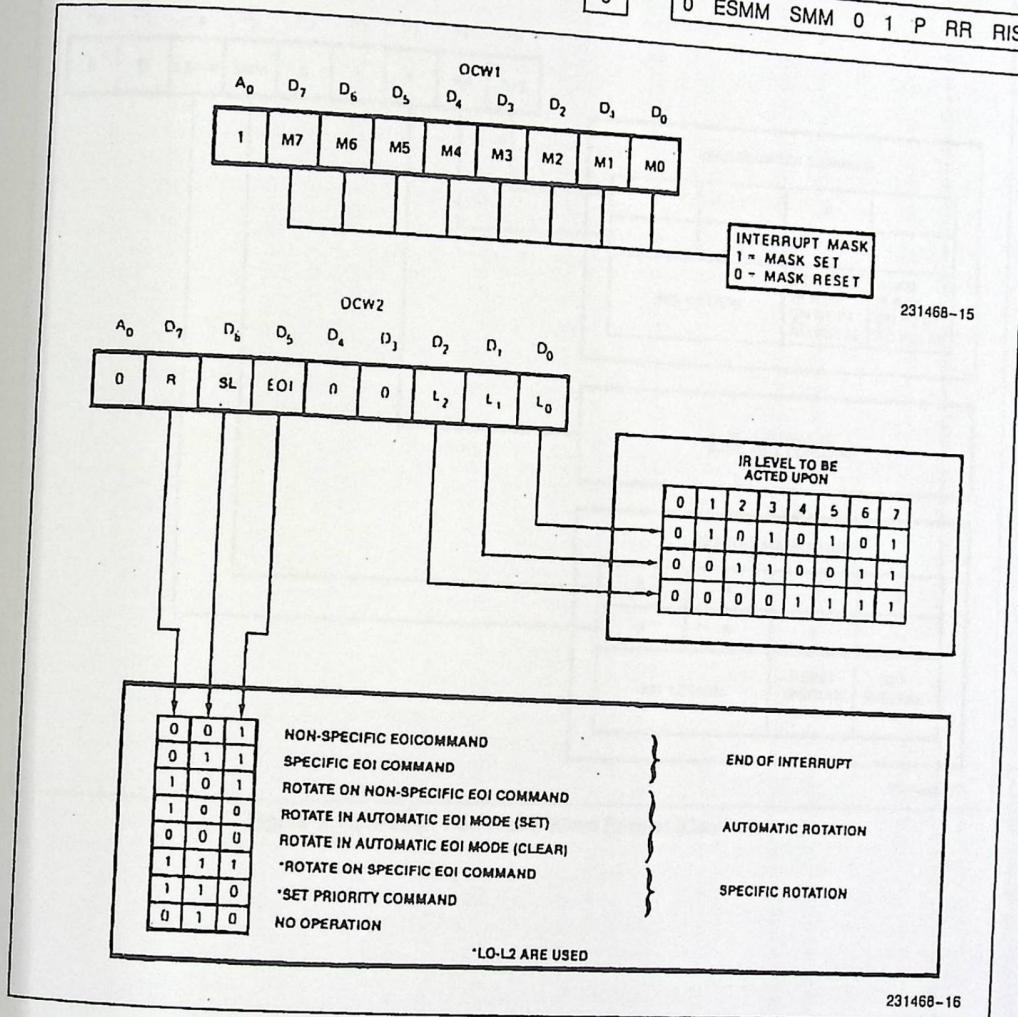 0 ESMM SMM 0 1 P RR RIS
OCW1
A0 D7 D6 D5 D4 D3 D2 D1 D0
1 M7 M6 M5 M4 M3 M2 M1 M0
INTERRUPT MASK
1 = MASK SET
0 - MASK RESET
231468-15
OCW2
A0 D7 D6 D5 D4 D3 D2 D1 D0
0 R SL EOI 0 0 L2 L1 L0
IR LEVEL TO BE
ACTED UPON
0 1 2 3 4 5 6 7
0 1 0 1 0 1 0 1
0 0 1 1 0 0 1 1
0 0 0 0 1 1 1 1
0 0 1 NON-SPECIFIC EOICOMMAND
0 1 1 SPECIFIC EOI COMMAND
END OF INTERRUPT
1 0 1 ROTATE ON NON-SPECIFIC EOI COMMAND
1 0 0 ROTATE IN AUTOMATIC EOI MODE (SET)
0 0 0 ROTATE IN AUTOMATIC EOI MODE (CLEAR)
AUTOMATIC ROTATION
1 1 1 *ROTATE ON SPECIFIC EOI COMMAND
1 1 0 *SET PRIORITY COMMAND
SPECIFIC ROTATION
0 1 0 NO OPERATION
*LO-L2 ARE USED
231468-16